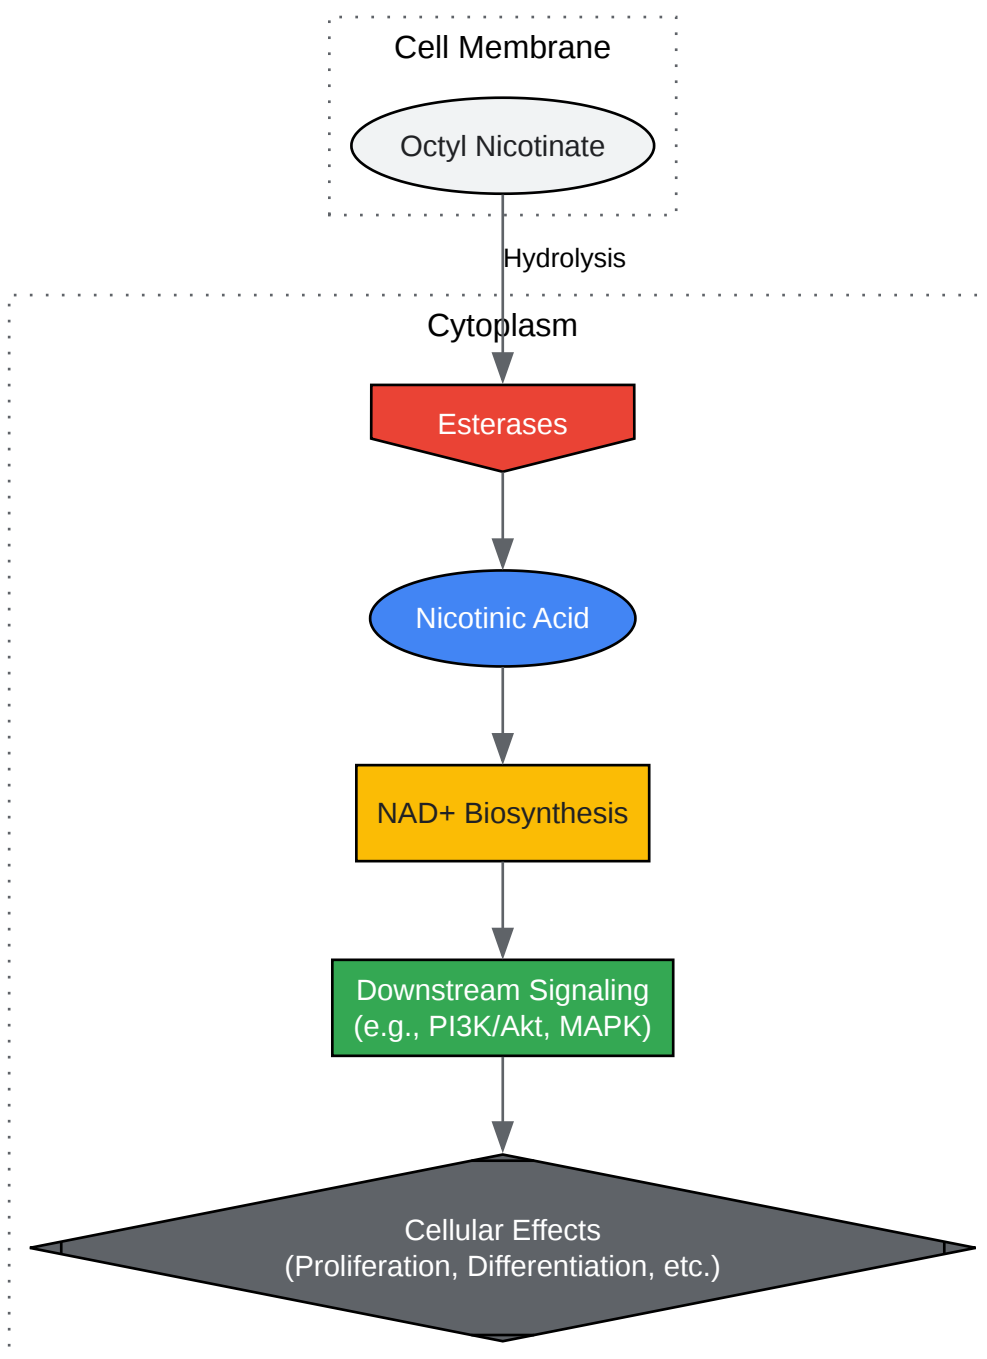 Cell Membrane
Octyl Nicotinate
Hydrolysis
Cytoplasm
Esterases
Nicotinic Acid
NAD+ Biosynthesis
Downstream Signaling
(e.g., PI3K/Akt, MAPK)
Cellular Effects
(Proliferation, Differentiation, etc.)